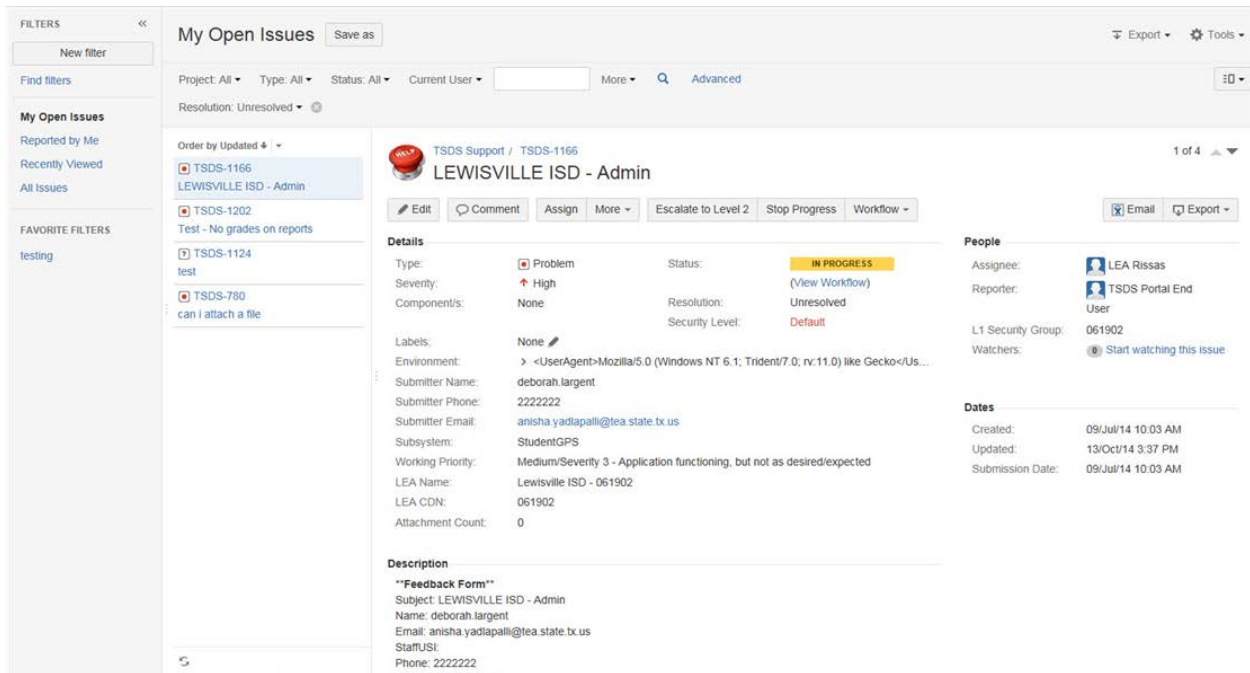 FILTERS «
New filter
Find filters
My Open Issues
Reported by Me
Recently Viewed
All Issues
FAVORITE FILTERS
testing
My Open Issues Save as
Export Tools
Project: All Type: All Status: All Current User More Advanced
Resolution: Unresolved
Order by Updated
TSDS-1166
LEWISVILLE ISD - Admin
TSDS-1202
Test - No grades on reports
TSDS-1124
test
TSDS-780
can i attach a file
HELP
TSDS Support / TSDS-1166
1 of 4
LEWISVILLE ISD - Admin
Edit Comment Assign More Escalate to Level 2 Stop Progress Workflow Email Export
Details
Type: Problem Status: IN PROGRESS
Severity: High (View Workflow)
Component/s: None Resolution: Unresolved
Security Level: Default
Labels: None
Environment: > <UserAgent>Mozilla/5.0 (Windows NT 6.1; Trident/7.0; rv:11.0) like Gecko</Us...
Submitter Name: deborah.largent
Submitter Phone: 2222222
Submitter Email: anisha.yadlapalli@tea.state.tx.us
Subsystem: StudentGPS
Working Priority: Medium/Severity 3 - Application functioning, but not as desired/expected
LEA Name: Lewisville ISD - 061902
LEA CDN: 061902
Attachment Count: 0
Description
**Feedback Form**
Subject: LEWISVILLE ISD - Admin
Name: deborah.largent
Email: anisha.yadlapalli@tea.state.tx.us
StaffUSI:
Phone: 2222222
People
Assignee: LEA Rissas
Reporter: TSDS Portal End
User
L1 Security Group: 061902
Watchers: 0 Start watching this issue
Dates
Created: 09/Jul/14 10:03 AM
Updated: 13/Oct/14 3:37 PM
Submission Date: 09/Jul/14 10:03 AM